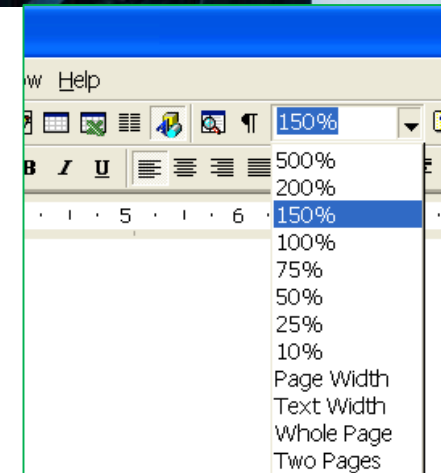 w Help
150%
B I U
500%
200%
5 6 150%
100%
75%
50%
25%
10%
Page Width
Text Width
Whole Page
Two Pages